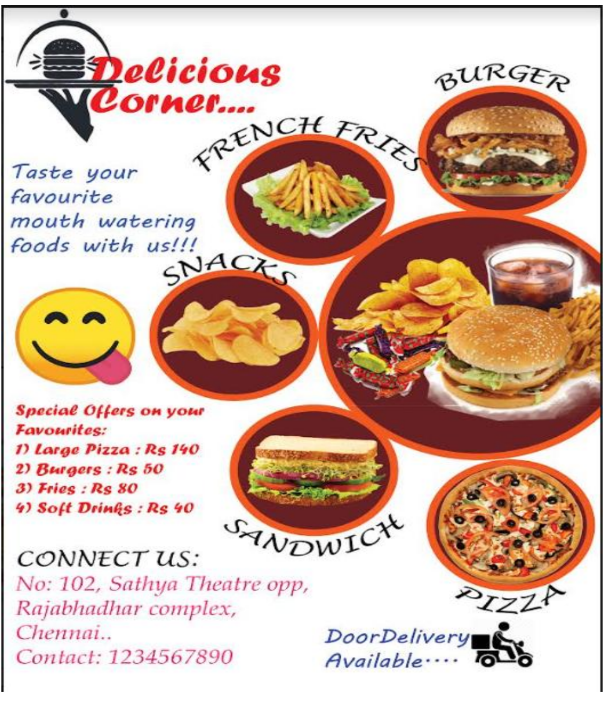 Delicious
Corner....
BURGER
FRENCH FRIES
Taste your
favourite
mouth watering
foods with us!!!
SNACKS
Special Offers on your
Favourites:
1) Large Pizza : Rs 140
2) Burgers : Rs 50
3) Fries : Rs 80
4) Soft Drinks : Rs 40
SANDWICH
PIZZA
CONNECT US:
No: 102, Sathya Theatre opp,
Rajabhadhar complex,
Chennai..
Contact: 1234567890
DoorDelivery
Available....